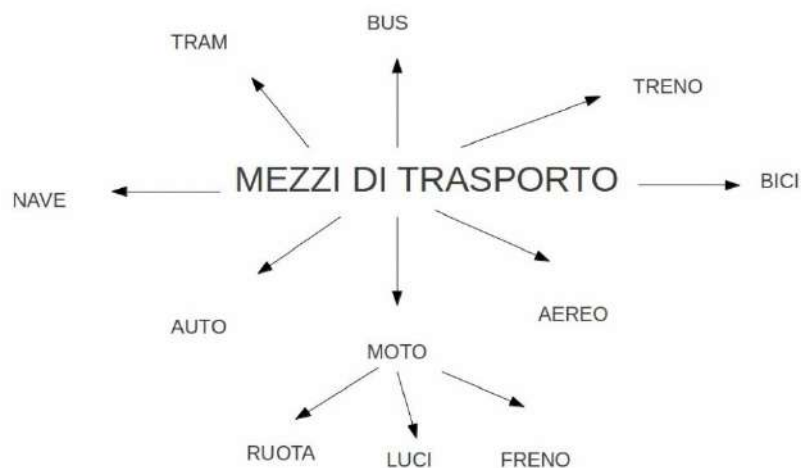 BUS
TRAM
TRENO
MEZZI DI TRASPORTO
BICI
NAVE
AEREO
AUTO
MOTO
RUOTA
LUCI
FRENO